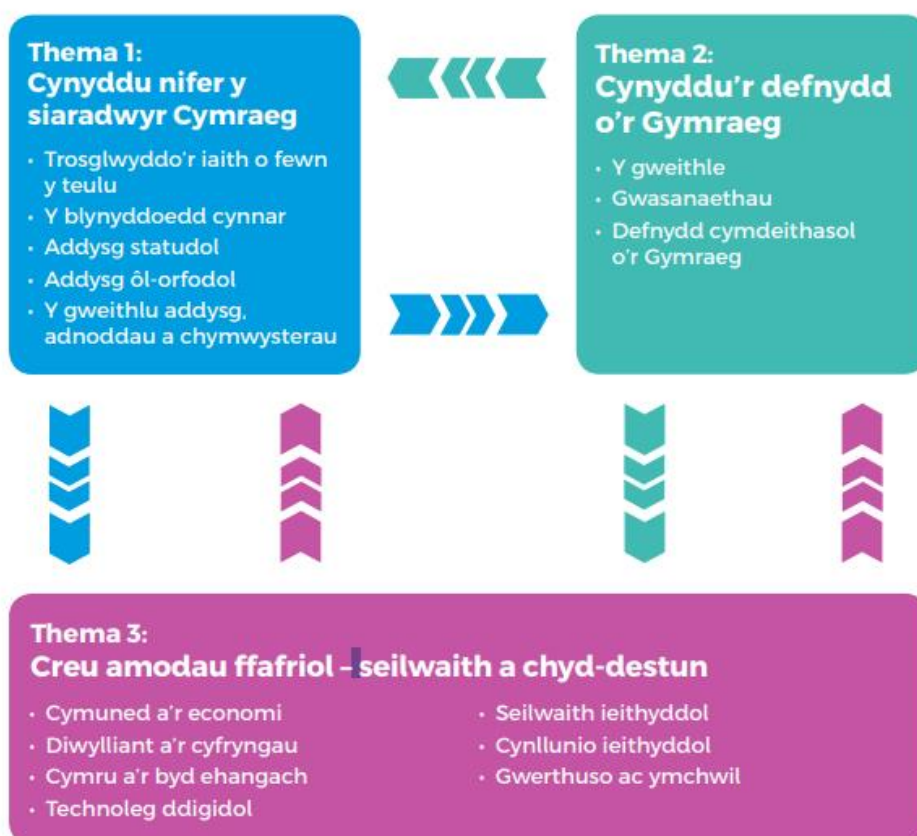 Thema 1:
Cynyddu nifer y
siaradwyr Cymraeg
• Trosglwyddo'r iaith o fewn
y teulu
• Y blynyddoedd cynnar
• Addysg statudol
• Addysg ôl-orfodol
• Y gweithlu addysg,
adnoddau a chymwysterau
Thema 2:
Cynyddu'r defnydd
o'r Gymraeg
• Y gweithle
• Gwasanaethau
• Defnydd cymdeithasol
o'r Gymraeg
Thema 3:
Creu amodau ffafriol – seilwaith a chyd-destun
• Cymuned a'r economi
• Diwylliant a'r cyfryngau
• Cymru a'r byd ehangach
• Technoleg ddigidol
• Seilwaith ieithyddol
• Cynllunio ieithyddol
• Gwerthuso ac ymchwil